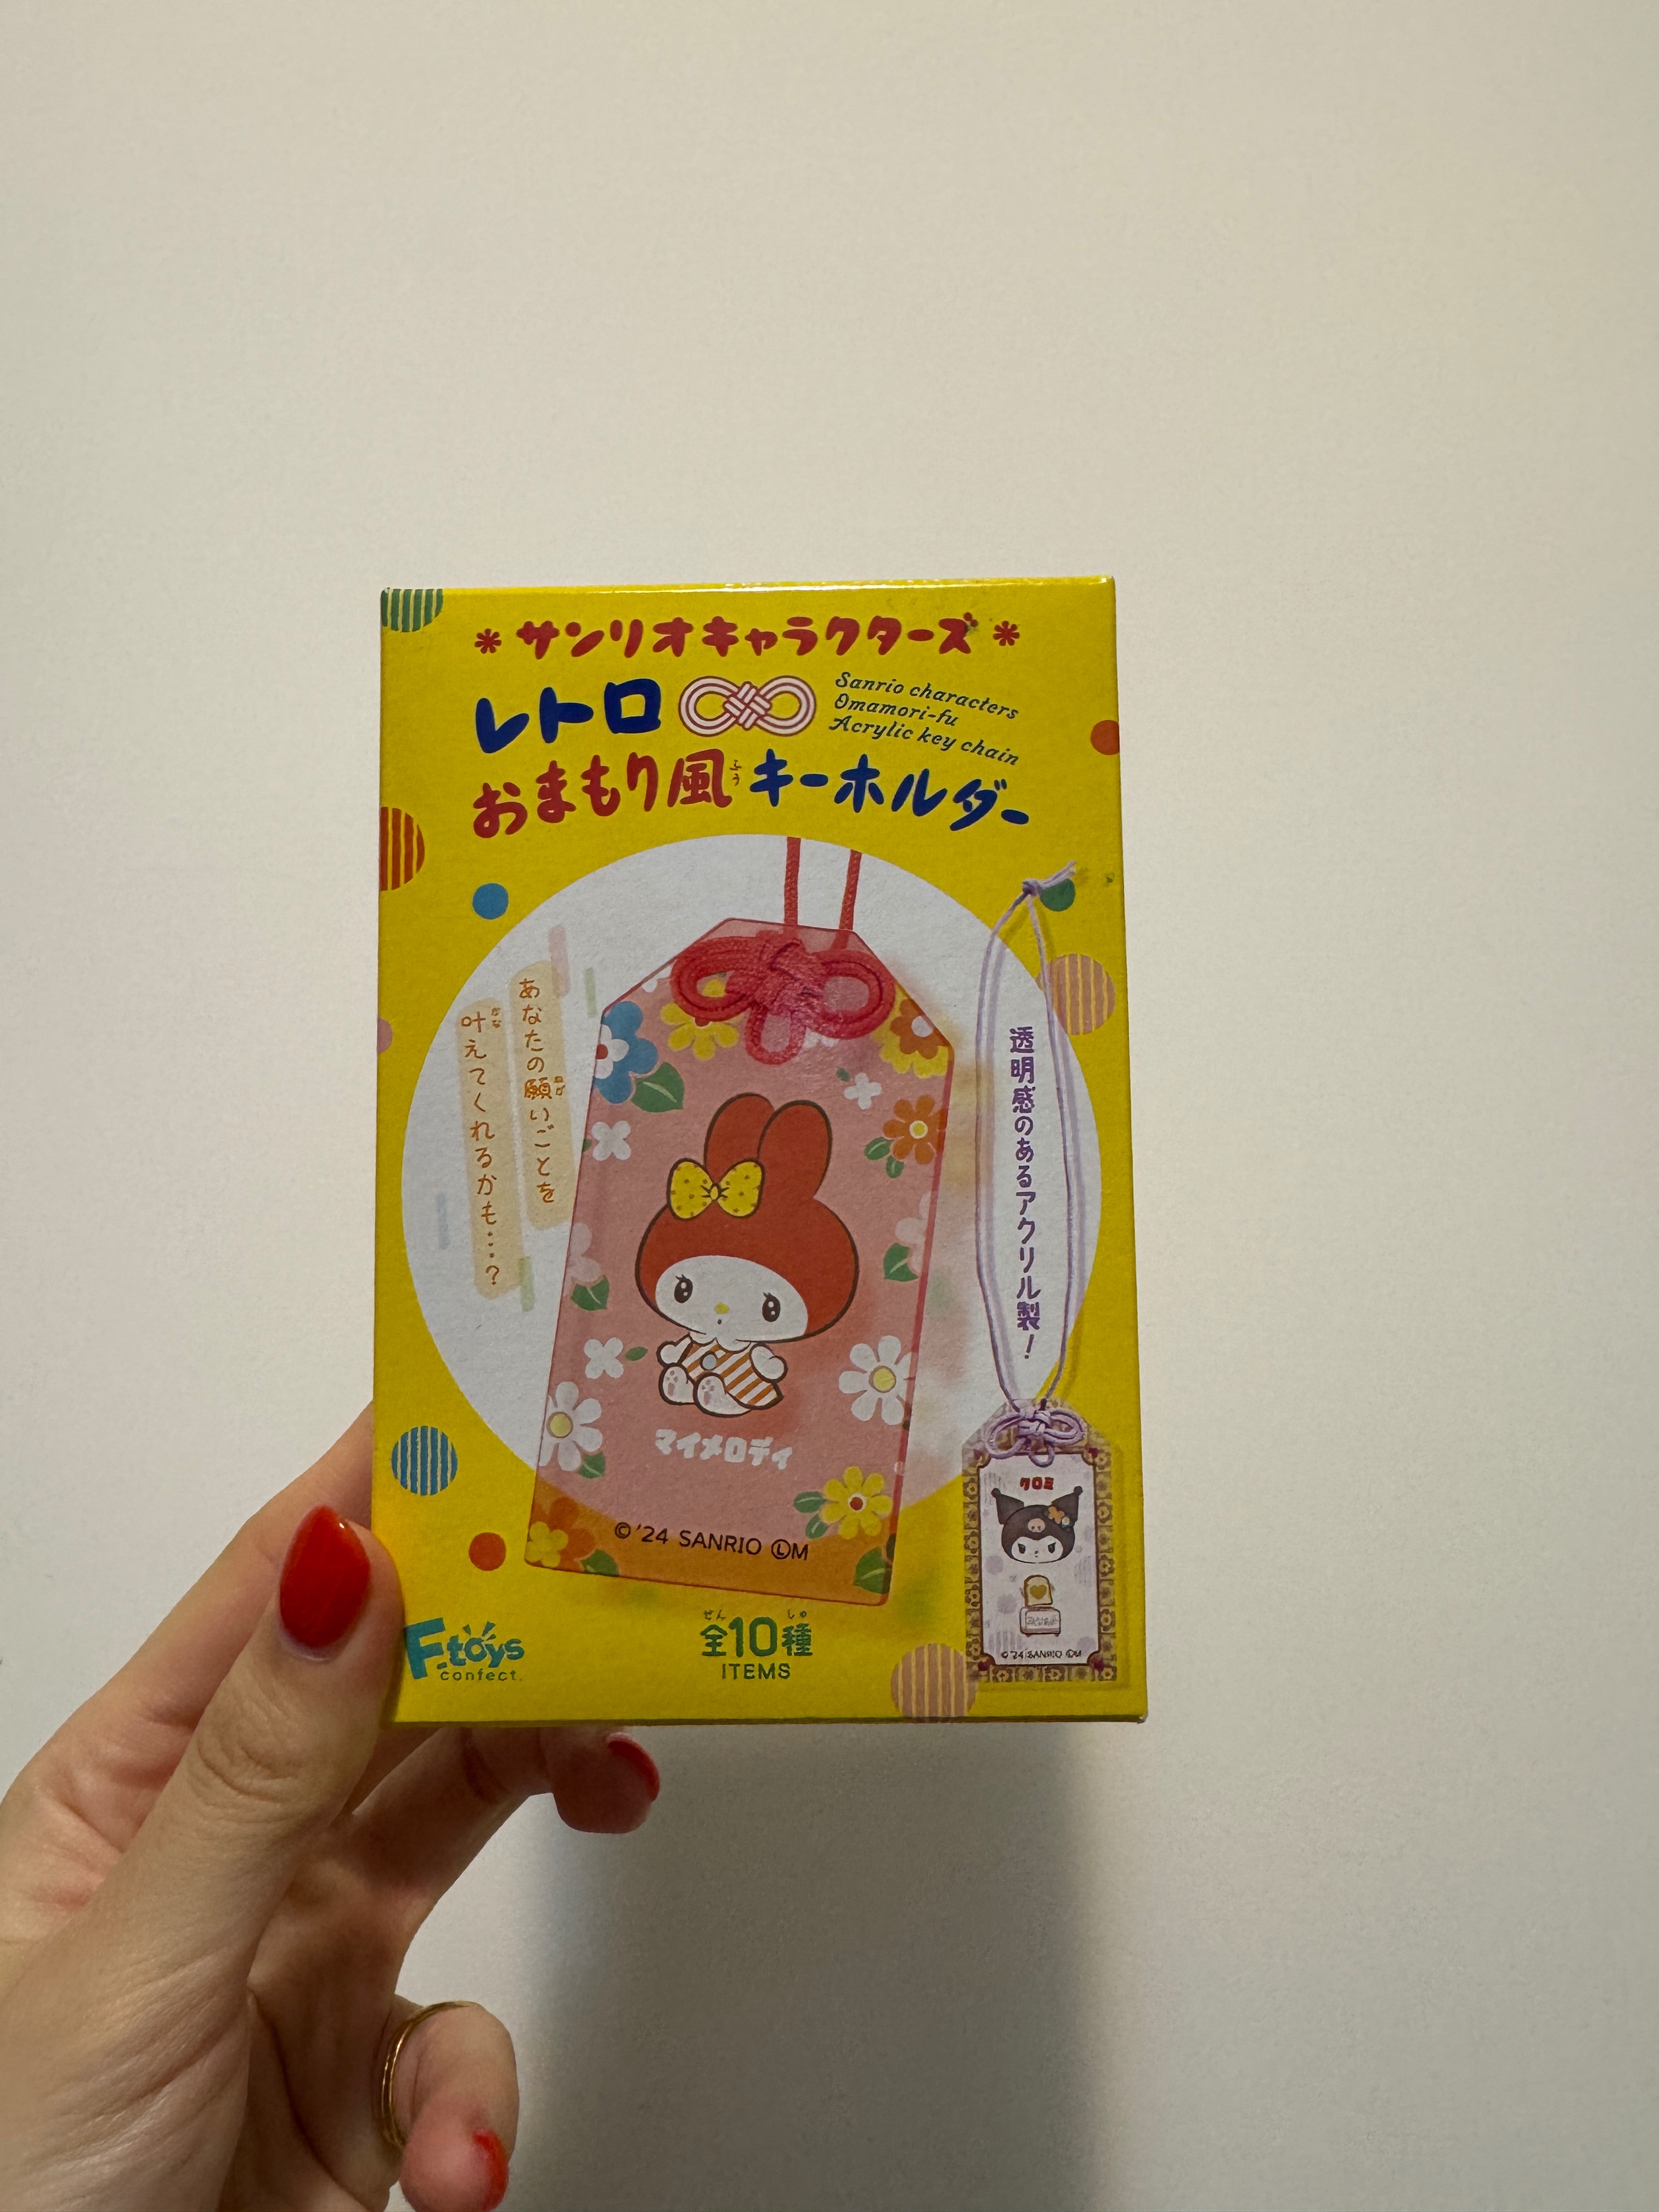 サンリオキャラクターズ
レトロ
Sanrio characters
Omamori-fu
Acrylic key chain
おまもり風キーホルダー
ふう
あなたの願いごとを
ねが
叶えてくれるかも…?
かな
透明感のあるアクリル製!
マイメロディ
©'24 SANRIO ⓁM
クロミ
©'24 SANRIO ⓁM
F-toys
confect.
ぜん しゅ
全10種
ITEMS